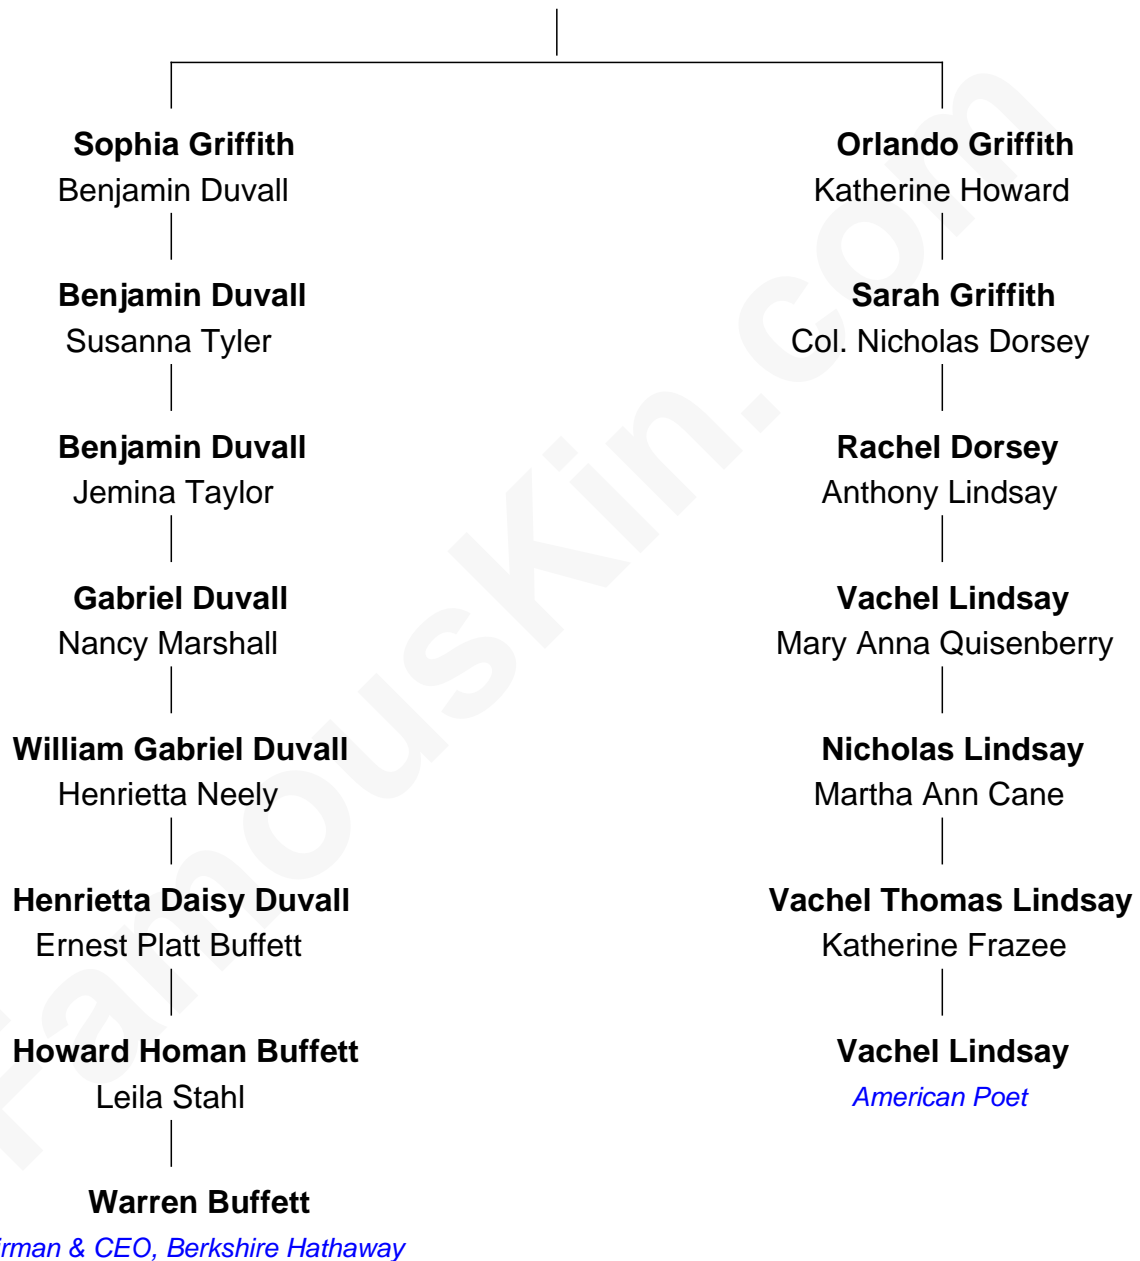 Sophia Griffith
Benjamin Duvall
Benjamin Duvall
Susanna Tyler
Benjamin Duvall
Jemina Taylor
Gabriel Duvall
Nancy Marshall
William Gabriel Duvall
Henrietta Neely
Henrietta Daisy Duvall
Ernest Platt Buffett
Howard Homan Buffett
Leila Stahl
Warren Buffett
irman & CEO, Berkshire Hathaway
Orlando Griffith
Katherine Howard
Sarah Griffith
Col. Nicholas Dorsey
Rachel Dorsey
Anthony Lindsay
Vachel Lindsay
Mary Anna Quisenberry
Nicholas Lindsay
Martha Ann Cane
Vachel Thomas Lindsay
Katherine Frazee
Vachel Lindsay
American Poet
FamousKin.com